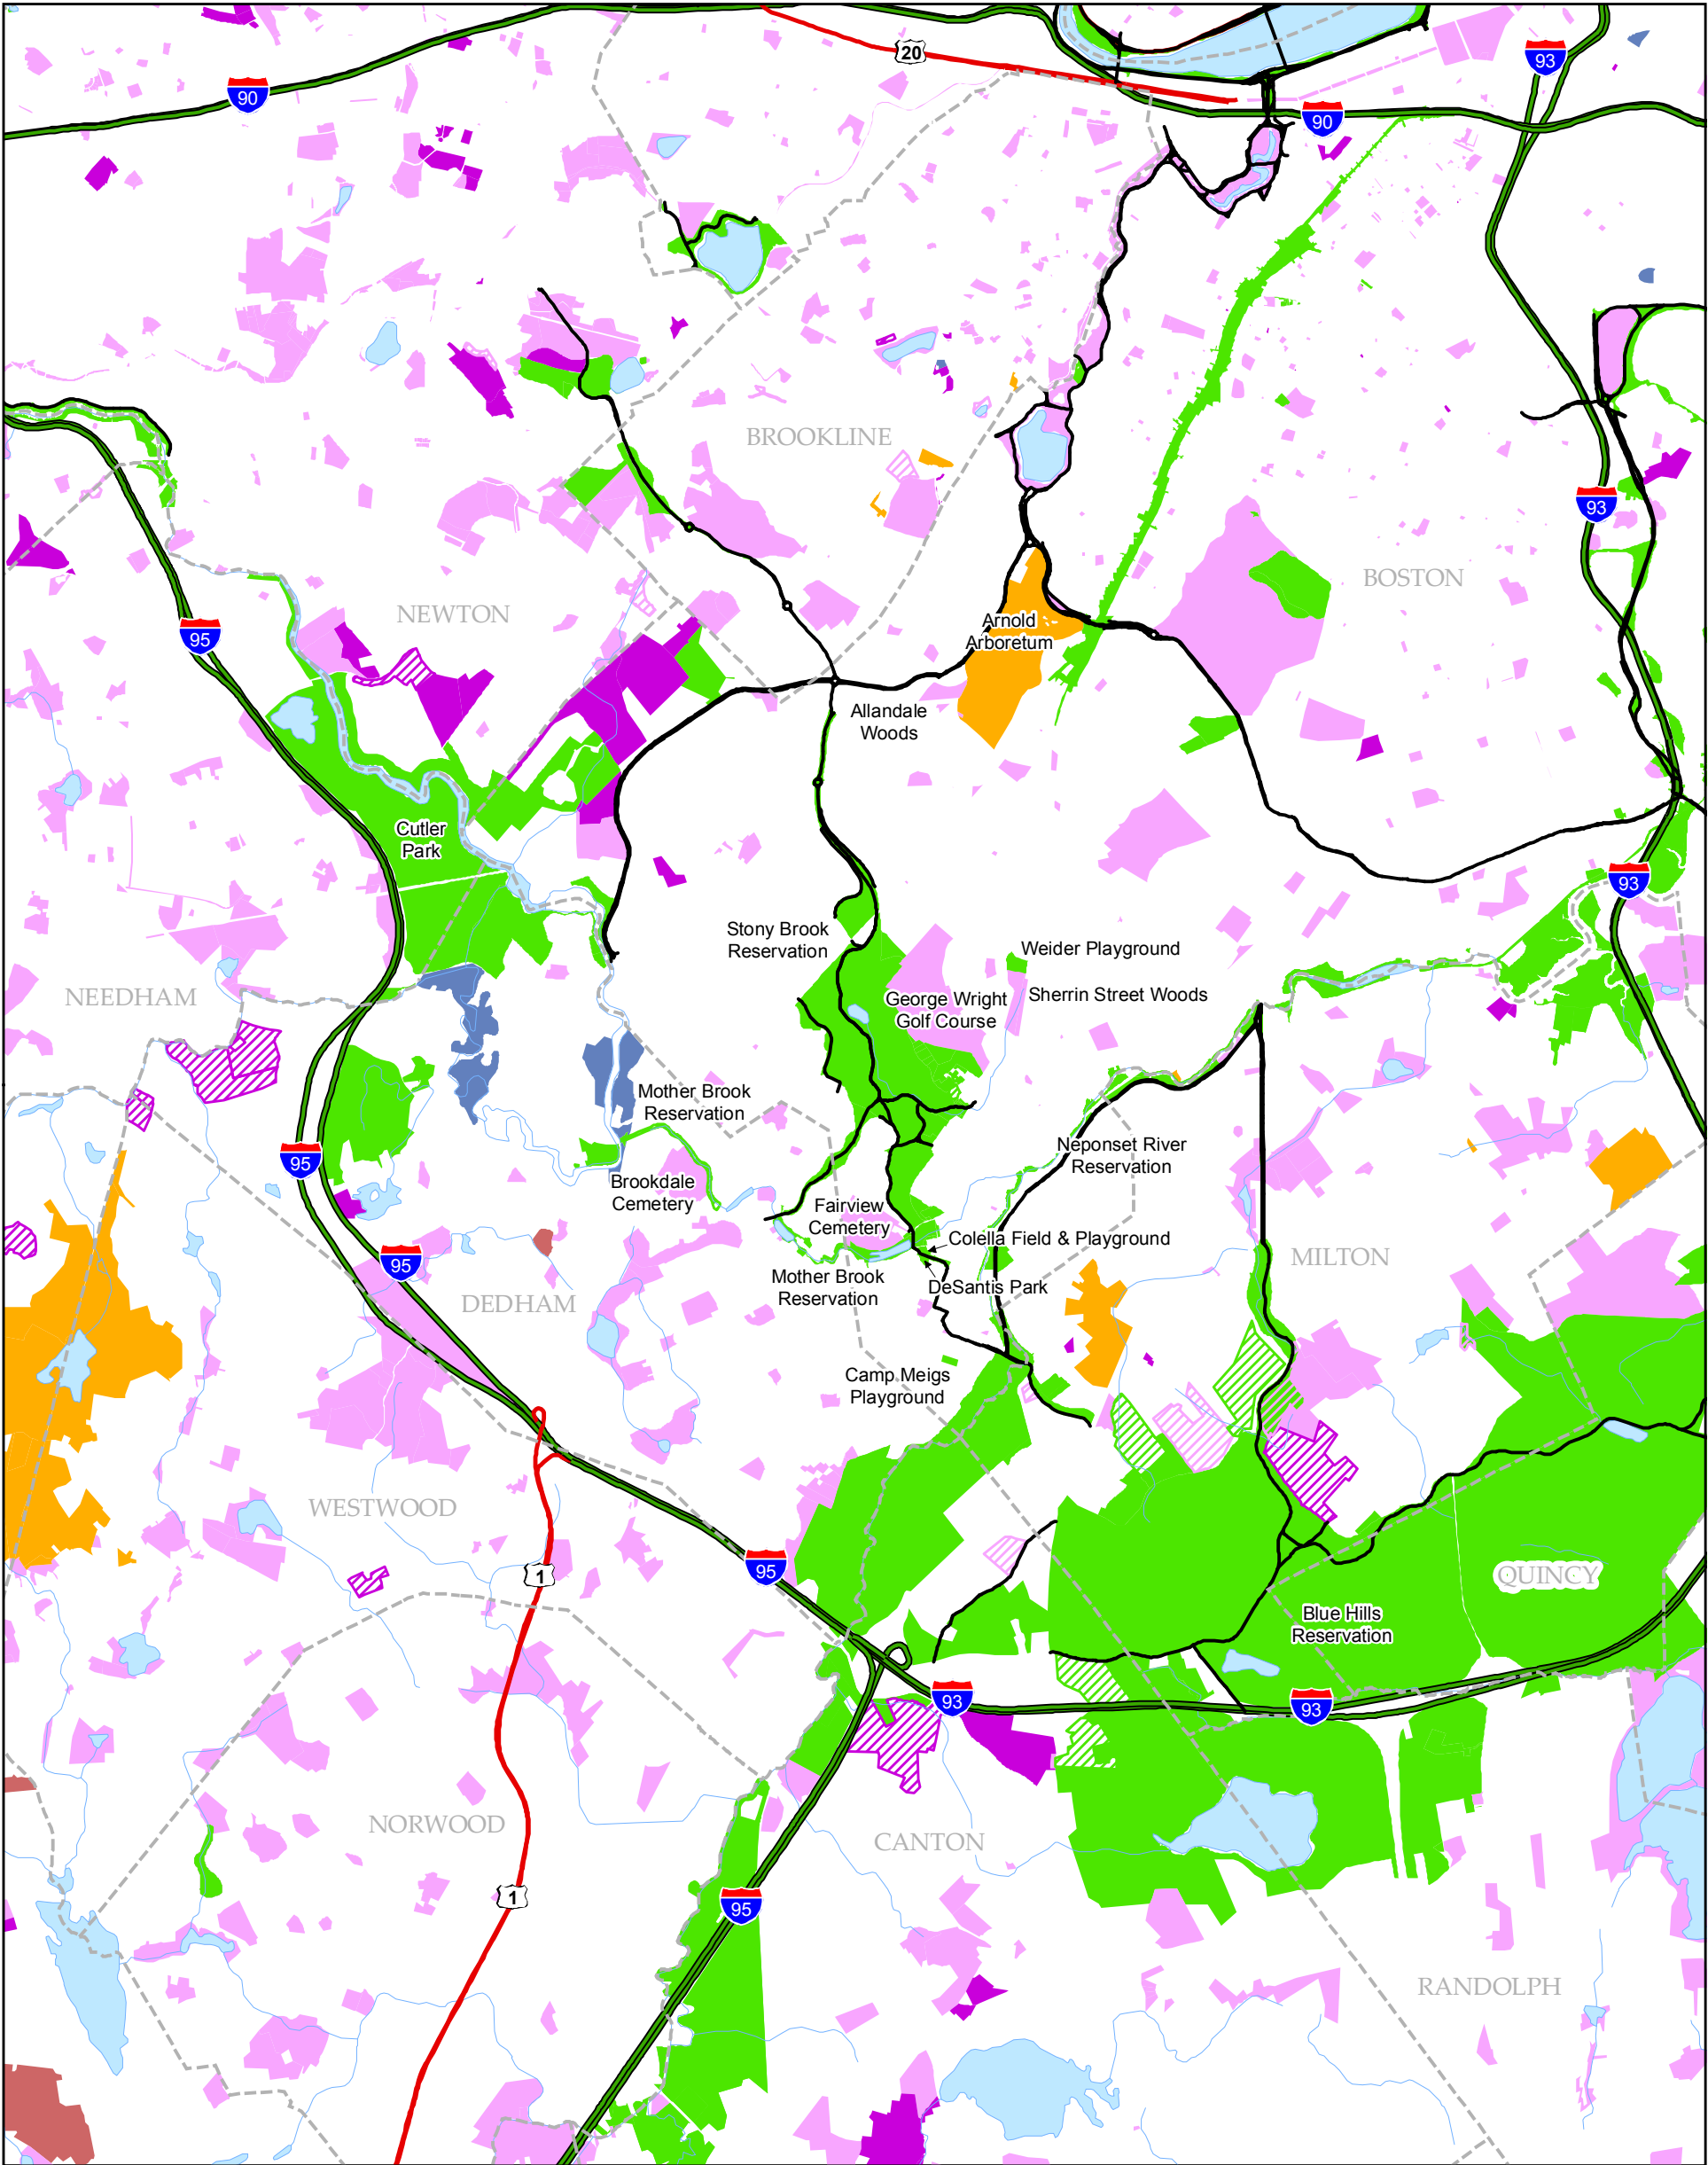 20
93
90
90
BROOKLINE
93
BOSTON
NEWTON
95
Arnold
Arboretum
Allandale
Woods
Cutler
Park
93
Stony Brook
Reservation
Weider Playground
NEEDHAM
George Wright
Golf Course
Sherrin Street Woods
Mother Brook
Reservation
Neponset River
Reservation
95
Brookdale
Cemetery
Fairview
Cemetery
Colella Field & Playground
95
MILTON
Mother Brook
Reservation
DeSantis Park
DEDHAM
Camp Meigs
Playground
WESTWOOD
95
1
QUINCY
Blue Hills
Reservation
93
93
NORWOOD
CANTON
1
95
RANDOLPH